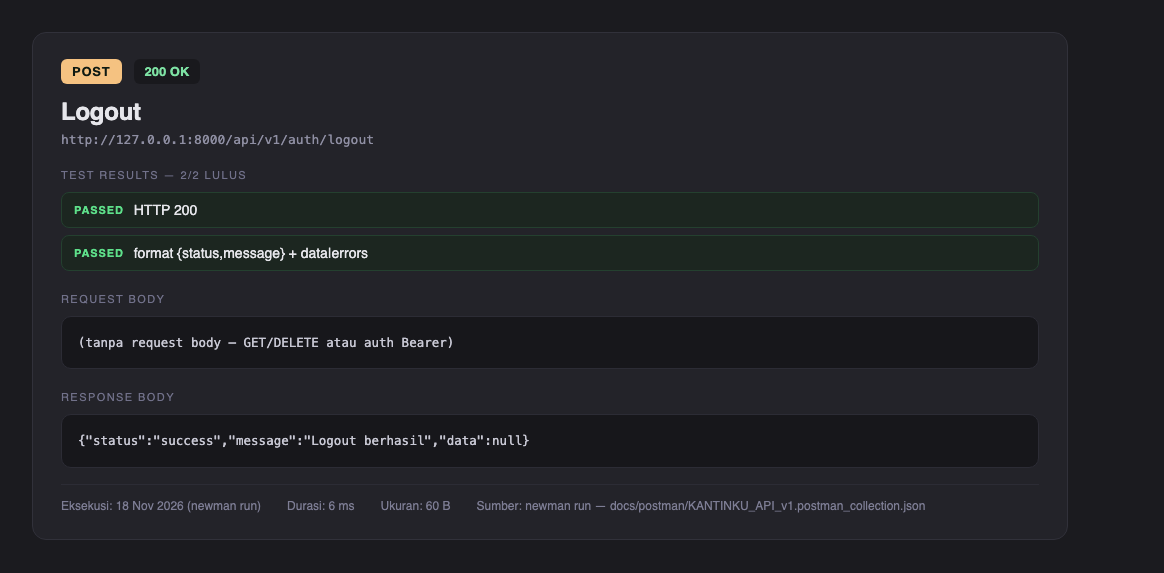 POST 200 OK
Logout
http://127.0.0.1:8000/api/v1/auth/logout
TEST RESULTS — 2/2 LULUS
PASSED HTTP 200
PASSED format {status,message} + data|errors
REQUEST BODY
(tanpa request body — GET/DELETE atau auth Bearer)
RESPONSE BODY
{"status":"success","message":"Logout berhasil","data":null}
Eksekusi: 18 Nov 2026 (newman run) Durasi: 6 ms Ukuran: 60 B Sumber: newman run — docs/postman/KANTINKU_API_v1.postman_collection.json